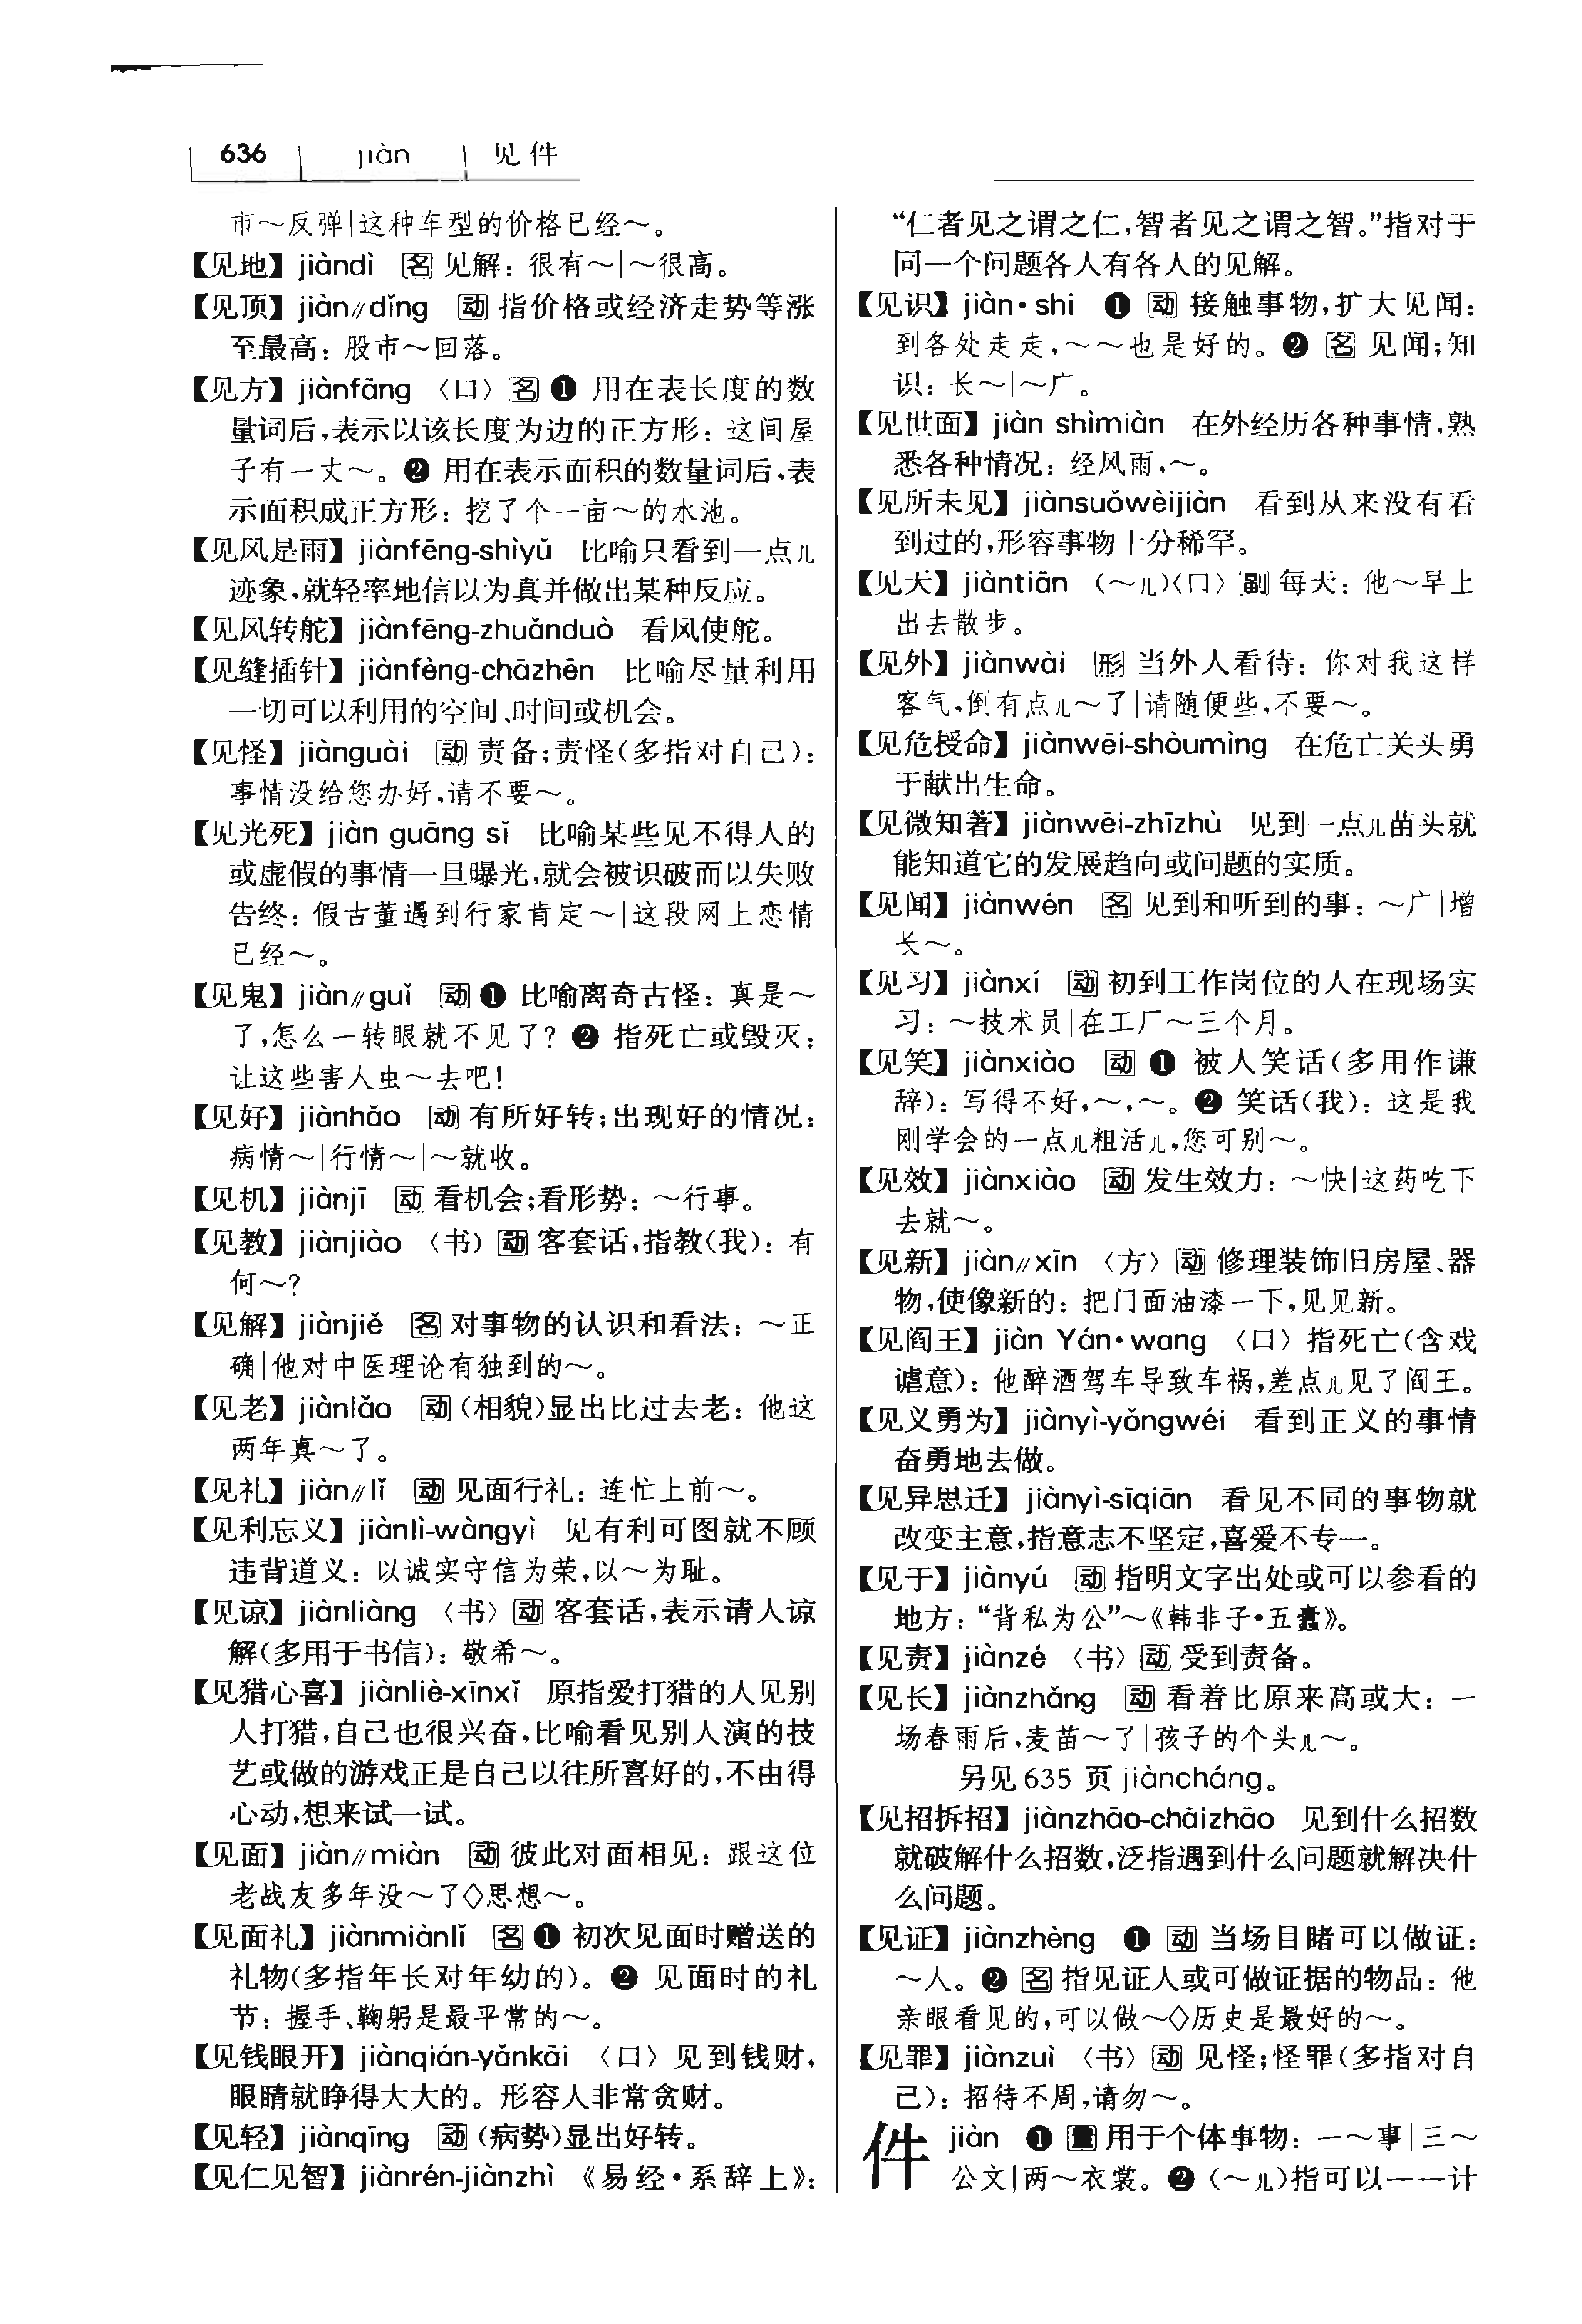 636 jiàn 见件
市～反弹|这种车型的价格已经～。
【见地】jiàndì 名 见解：很有～|～很高。
【见顶】jiàn∥dǐng 动 指价格或经济走势等涨
至最高：股市～回落。
【见方】jiànfāng 〈口〉名 ❶ 用在表长度的数
量词后,表示以该长度为边的正方形：这间屋
子有一丈～。❷ 用在表示面积的数量词后,表
示面积成正方形：挖了个一亩～的水池。
【见风是雨】jiànfēng-shìyǔ 比喻只看到一点儿
迹象,就轻率地信以为真并做出某种反应。
【见风转舵】jiànfēng-zhuǎnduò 看风使舵。
【见缝插针】jiànfèng-chāzhēn 比喻尽量利用
一切可以利用的空间、时间或机会。
【见怪】jiànguài 动 责备;责怪(多指对自己)：
事情没给您办好,请不要～。
【见光死】jiàn guāng sǐ 比喻某些见不得人的
或虚假的事情一旦曝光,就会被识破而以失败
告终：假古董遇到行家肯定～|这段网上恋情
已经～。
【见鬼】jiàn∥guǐ 动 ❶ 比喻离奇古怪：真是～
了,怎么一转眼就不见了? ❷ 指死亡或毁灭：
让这些害人虫～去吧!
【见好】jiànhǎo 动 有所好转;出现好的情况：
病情～|行情～|～就收。
【见机】jiànjī 动 看机会;看形势：～行事。
【见教】jiànjiào 〈书〉动 客套话,指教(我)：有
何～?
【见解】jiànjiě 名 对事物的认识和看法：～正
确|他对中医理论有独到的～。
【见老】jiànlǎo 动 (相貌)显出比过去老：他这
两年真～了。
【见礼】jiàn∥lǐ 动 见面行礼：连忙上前～。
【见利忘义】jiànlì-wàngyì 见有利可图就不顾
违背道义：以诚实守信为荣,以～为耻。
【见谅】jiànliàng 〈书〉动 客套话,表示请人谅
解(多用于书信)：敬希～。
【见猎心喜】jiànliè-xīnxǐ 原指爱打猎的人见别
人打猎,自己也很兴奋,比喻看见别人演的技
艺或做的游戏正是自己以往所喜好的,不由得
心动,想来试一试。
【见面】jiàn∥miàn 动 彼此对面相见：跟这位
老战友多年没～了◇思想～。
【见面礼】jiànmiànlǐ 名 ❶ 初次见面时赠送的
礼物(多指年长对年幼的)。❷ 见面时的礼
节：握手、鞠躬是最平常的～。
【见钱眼开】jiànqián-yǎnkāi 〈口〉见到钱财,
眼睛就睁得大大的。形容人非常贪财。
【见轻】jiànqīng 动 (病势)显出好转。
【见仁见智】jiànrén-jiànzhì 《易经·系辞上》：
“仁者见之谓之仁,智者见之谓之智。”指对于
同一个问题各人有各人的见解。
【见识】jiàn·shi ❶ 动 接触事物,扩大见闻：
到各处走走,～～也是好的。❷ 名 见闻;知
识：长～|～广。
【见世面】jiàn shìmiàn 在外经历各种事情,熟
悉各种情况：经风雨,～。
【见所未见】jiànsuǒwèijiàn 看到从来没有看
到过的,形容事物十分稀罕。
【见天】jiàntiān (～儿)〈口〉副 每天：他～早上
出去散步。
【见外】jiànwài 形 当外人看待：你对我这样
客气,倒有点儿～了|请随便些,不要～。
【见危授命】jiànwēi-shòumìng 在危亡关头勇
于献出生命。
【见微知著】jiànwēi-zhīzhù 见到一点儿苗头就
能知道它的发展趋向或问题的实质。
【见闻】jiànwén 名 见到和听到的事：～广|增
长～。
【见习】jiànxí 动 初到工作岗位的人在现场实
习：～技术员|在工厂～三个月。
【见笑】jiànxiào 动 ❶ 被人笑话(多用作谦
辞)：写得不好,～,～。❷ 笑话(我)：这是我
刚学会的一点儿粗活儿,您可别～。
【见效】jiànxiào 动 发生效力：～快|这药吃下
去就～。
【见新】jiàn∥xīn 〈方〉动 修理装饰旧房屋、器
物,使像新的：把门面油漆一下,见见新。
【见阎王】jiàn Yán·wang 〈口〉指死亡(含戏
谑意)：他醉酒驾车导致车祸,差点儿见了阎王。
【见义勇为】jiànyì-yǒngwéi 看到正义的事情
奋勇地去做。
【见异思迁】jiànyì-sīqiān 看见不同的事物就
改变主意,指意志不坚定,喜爱不专一。
【见于】jiànyú 动 指明文字出处或可以参看的
地方：“背私为公”～《韩非子·五蠹》。
【见责】jiànzé 〈书〉动 受到责备。
【见长】jiànzhǎng 动 看着比原来高或大：一
场春雨后,麦苗～了|孩子的个头儿～。
另见 635 页 jiàncháng。
【见招拆招】jiànzhāo-chāizhāo 见到什么招数
就破解什么招数,泛指遇到什么问题就解决什
么问题。
【见证】jiànzhèng ❶ 动 当场目睹可以做证：
～人。❷ 名 指见证人或可做证据的物品：他
亲眼看见的,可以做～◇历史是最好的～。
【见罪】jiànzuì 〈书〉动 见怪;怪罪(多指对自
己)：招待不周,请勿～。
件 jiàn ❶ 量 用于个体事物：一～事|三～
公文|两～衣裳。❷ (～儿)指可以一一计